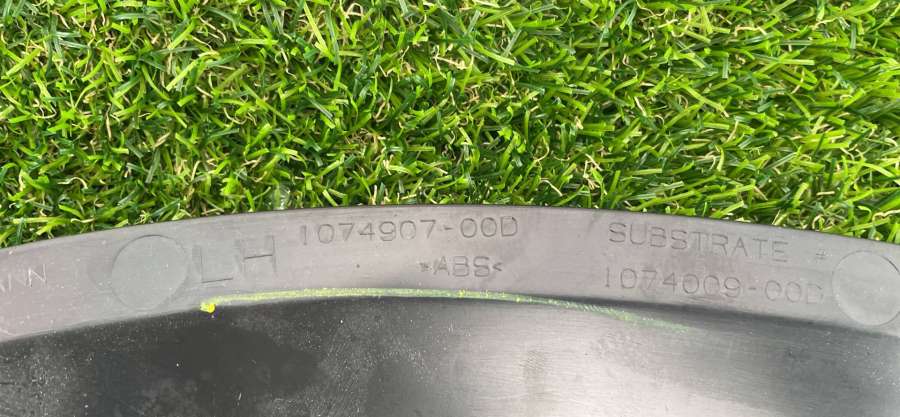 LH
1074907-00D
>ABS<
SUBSTRATE #
1074009-00D